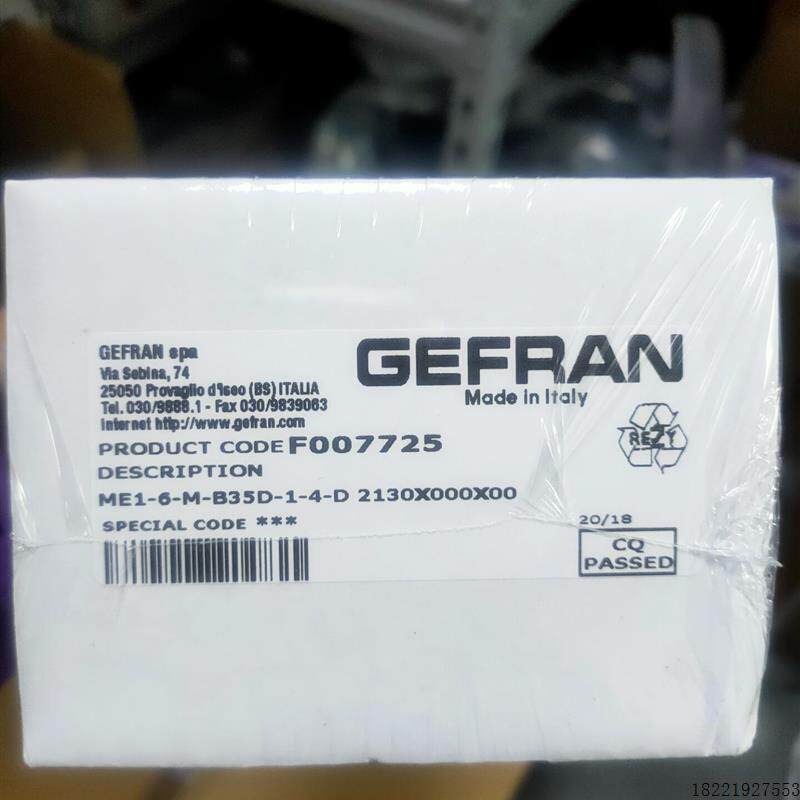 GEFRAN spa
Via Sebina, 74
25050 Provaglio d'Iseo (BS) ITALIA
Tel. 030/9888.1 - Fax 030/9839063
Internet http://www.gefran.com
GEFRAN
Made in Italy
PRODUCT CODE F007725
REZY
DESCRIPTION
ME1-6-M-B35D-1-4-D 2130X000X00
SPECIAL CODE ***
20/18
CQ
PASSED
18221927553